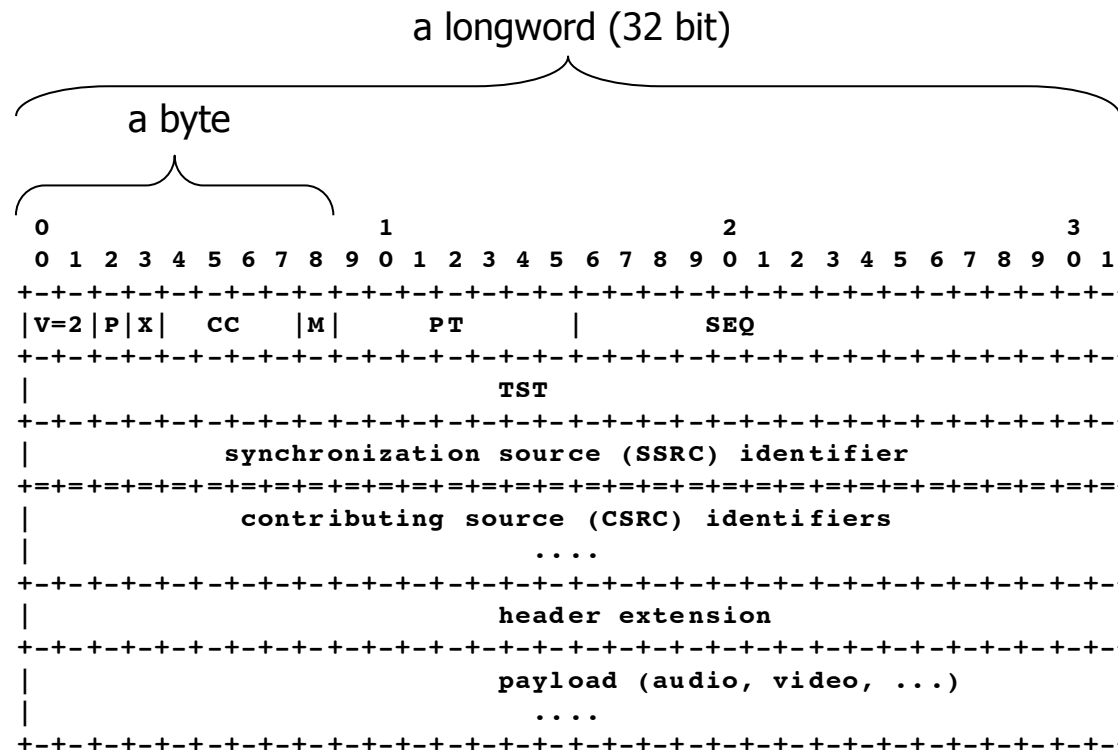 a longword (32 bit)
a byte
0 1 2 3
0 1 2 3 4 5 6 7 8 9 0 1 2 3 4 5 6 7 8 9 0 1 2 3 4 5 6 7 8 9 0 1
+-+-+-+-+-+-+-+-+-+-+-+-+-+-+-+-+-+-+-+-+-+-+-+-+-+-+-+-+-+-+-+-+
|V=2|P|X| CC |M| PT | SEQ
+-+-+-+-+-+-+-+-+-+-+-+-+-+-+-+-+-+-+-+-+-+-+-+-+-+-+-+-+-+-+-+-+
| TST
+-+-+-+-+-+-+-+-+-+-+-+-+-+-+-+-+-+-+-+-+-+-+-+-+-+-+-+-+-+-+-+-+
| synchronization source (SSRC) identifier
+=+=+=+=+=+=+=+=+=+=+=+=+=+=+=+=+=+=+=+=+=+=+=+=+=+=+=+=+=+=+=+=+
| contributing source (CSRC) identifiers
| ....
+-+-+-+-+-+-+-+-+-+-+-+-+-+-+-+-+-+-+-+-+-+-+-+-+-+-+-+-+-+-+-+-+
| header extension
+-+-+-+-+-+-+-+-+-+-+-+-+-+-+-+-+-+-+-+-+-+-+-+-+-+-+-+-+-+-+-+-+
| payload (audio, video, ...)
| ....
+-+-+-+-+-+-+-+-+-+-+-+-+-+-+-+-+-+-+-+-+-+-+-+-+-+-+-+-+-+-+-+-+